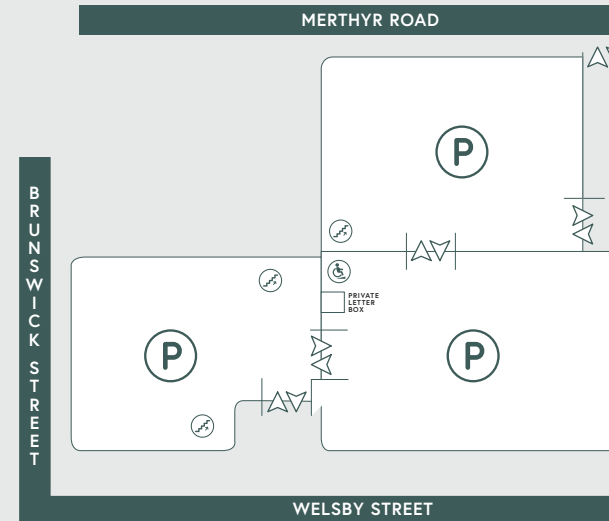 MERTHYR ROAD
P
BRUNSWICK STREET
PRIVATE
LETTER
BOX
P
P
WELSBY STREET